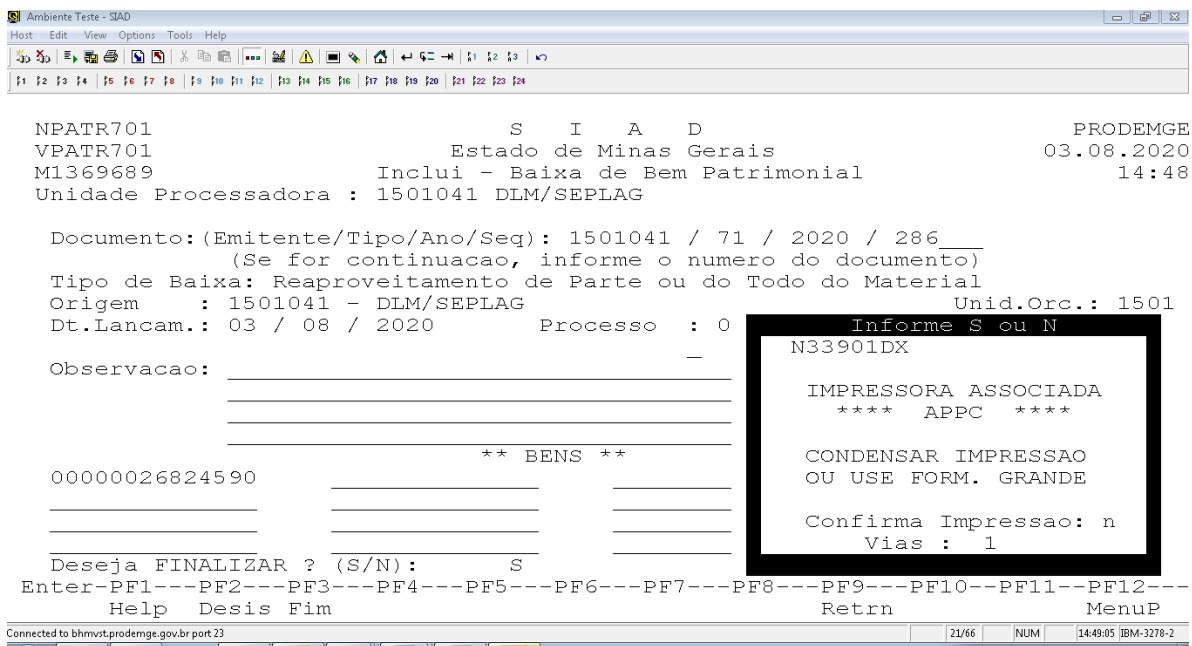 Ambiente Teste - SIAD
Host Edit View Options Tools Help
NPATR701 S I A D PRODEMGE
VPATR701 Estado de Minas Gerais 03.08.2020
M1369689 Inclui - Baixa de Bem Patrimonial 14:48
Unidade Processadora : 1501041 DLM/SEPLAG
Documento:(Emitente/Tipo/Ano/Seq): 1501041 / 71 / 2020 / 286___
(Se for continuacao, informe o numero do documento)
Tipo de Baixa: Reaproveitamento de Parte ou do Todo do Material
Origem : 1501041 - DLM/SEPLAG Unid.Orc.: 1501
Dt.Lancam.: 03 / 08 / 2020 Processo : 0
Informe S ou N
N33901DX
Observacao:
IMPRESSORA ASSOCIADA
**** APPC ****
** BENS **
CONDENSAR IMPRESSAO
00000026824590
OU USE FORM. GRANDE
Confirma Impressao: n
Vias : 1
Deseja FINALIZAR ? (S/N): S
Enter-PF1---PF2---PF3---PF4---PF5---PF6---PF7---PF8---PF9---PF10--PF11--PF12---
Help Desis Fim Retrn MenuP
Connected to bhmvst.prodemge.gov.br port 23 21/66 NUM 14:49:05 IBM-3278-2